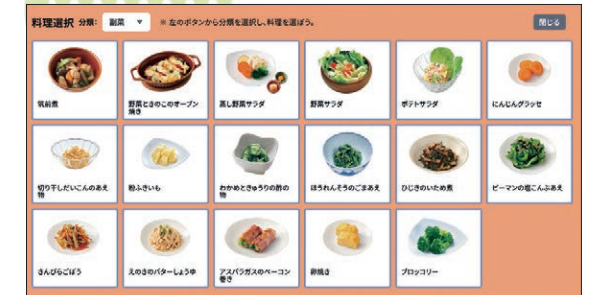 料理選択 分類： 副菜 ▼ ※ 左のボタンから分類を選択し、料理を選ぼう。 閉じる
筑前煮
野菜ときのこのオーブン
焼き
蒸し野菜サラダ
野菜サラダ
ポテトサラダ
にんじんグラッセ
切り干しだいこんのあえ
物
粉ふきいも
わかめときゅうりの酢の
物
ほうれんそうのごまあえ
ひじきのいため煮
ピーマンの塩こんぶあえ
きんぴらごぼう
えのきのバターしょうゆ
アスパラガスのベーコン
巻き
卵焼き
ブロッコリー